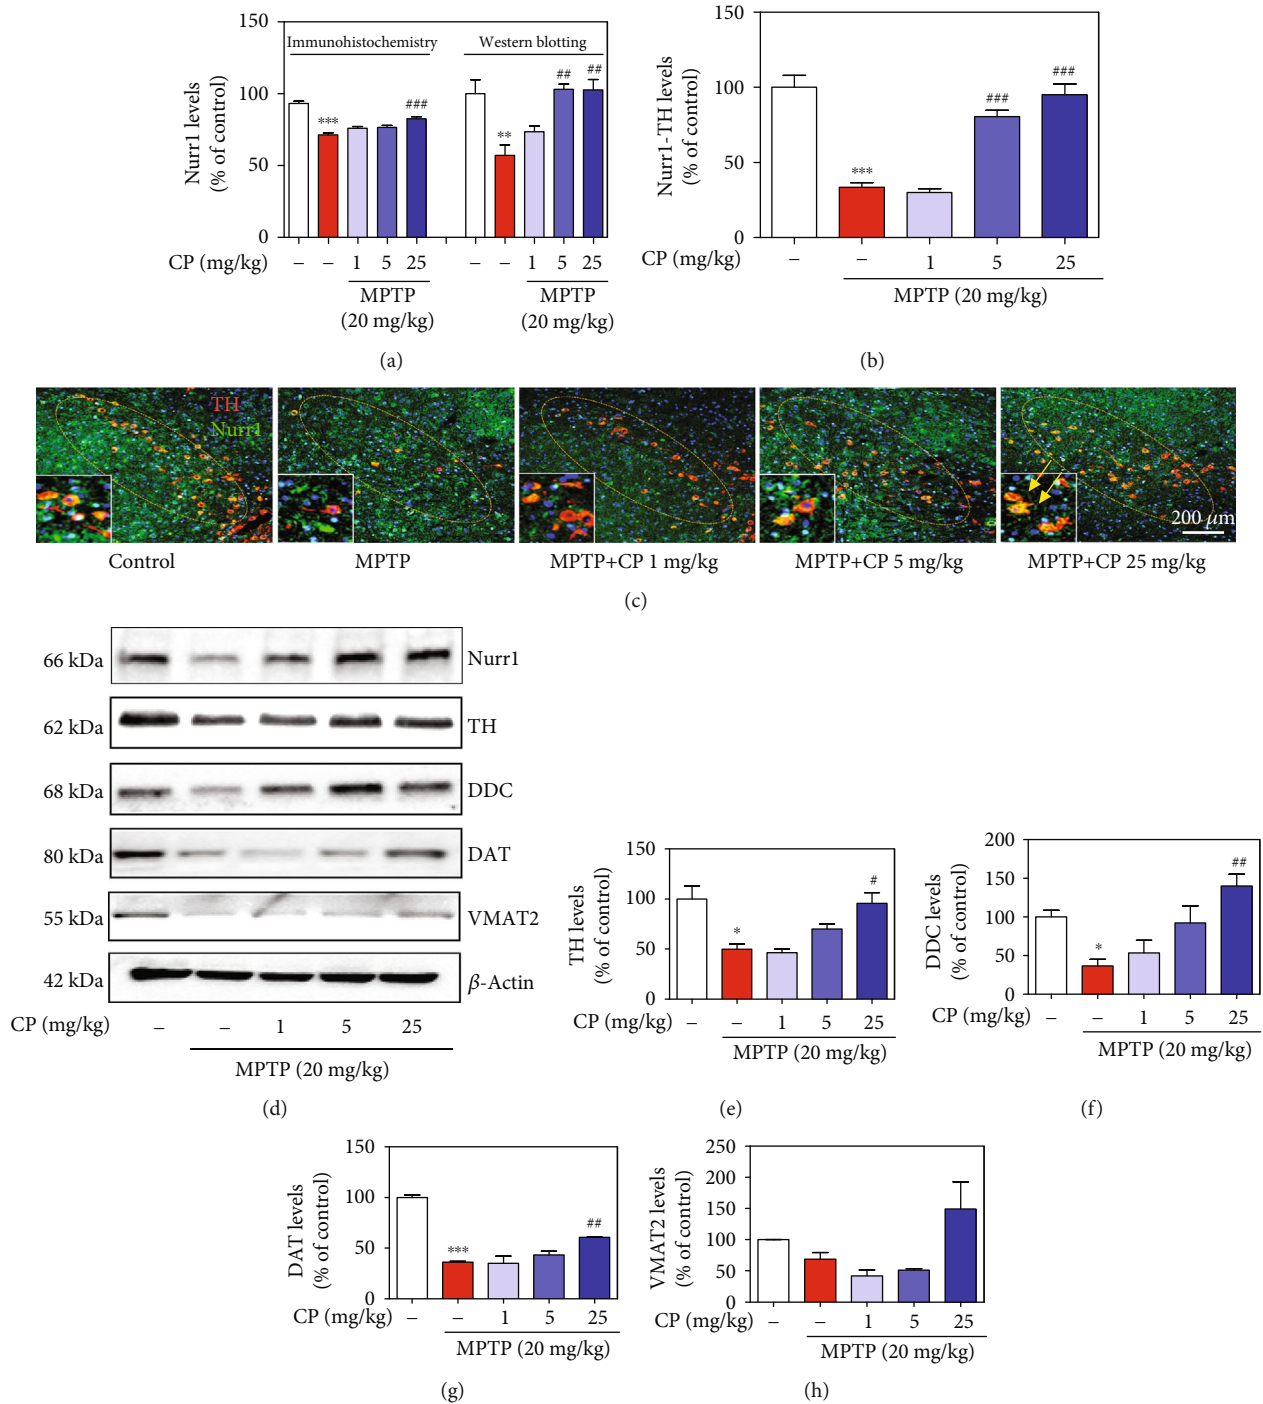 150
100
50
0
Nurr1 levels
(% of control)
Immunohistochemistry
Western blotting
***
###
**
##
##
CP (mg/kg)
–
–
1
5
25
–
–
1
5
25
MPTP
(20 mg/kg)
MPTP
(20 mg/kg)
(a)
150
100
50
0
Nurr1-TH levels
(% of control)
***
###
###
CP (mg/kg)
–
–
1
5
25
MPTP (20 mg/kg)
(b)
TH
Nurr1
200 μm
Control
MPTP
MPTP+CP 1 mg/kg
MPTP+CP 5 mg/kg
MPTP+CP 25 mg/kg
(c)
66 kDa
Nurr1
62 kDa
TH
68 kDa
DDC
80 kDa
DAT
55 kDa
VMAT2
42 kDa
β-Actin
CP (mg/kg)
–
–
1
5
25
MPTP (20 mg/kg)
(d)
150
100
50
0
TH levels
(% of control)
*
#
CP (mg/kg)
–
–
1
5
25
MPTP (20 mg/kg)
(e)
200
150
100
50
0
DDC levels
(% of control)
*
##
CP (mg/kg)
–
–
1
5
25
MPTP (20 mg/kg)
(f)
150
100
50
0
DAT levels
(% of control)
***
##
CP (mg/kg)
–
–
1
5
25
MPTP (20 mg/kg)
(g)
250
200
150
100
50
0
VMAT2 levels
(% of control)
CP (mg/kg)
–
–
1
5
25
MPTP (20 mg/kg)
(h)